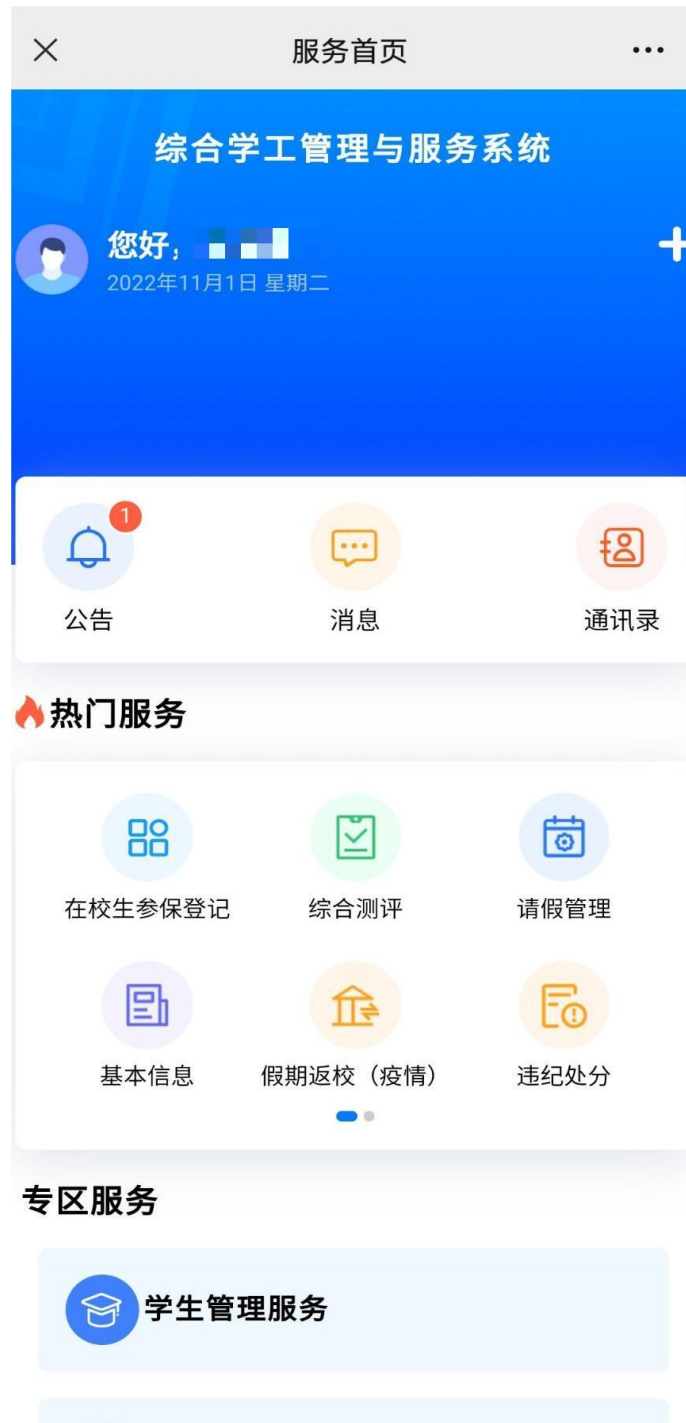 服务首页
综合学工管理与服务系统
您好，
2022年11月1日 星期二
1
公告
消息
通讯录
热门服务
在校生参保登记
综合测评
请假管理
基本信息
假期返校（疫情）
违纪处分
专区服务
学生管理服务